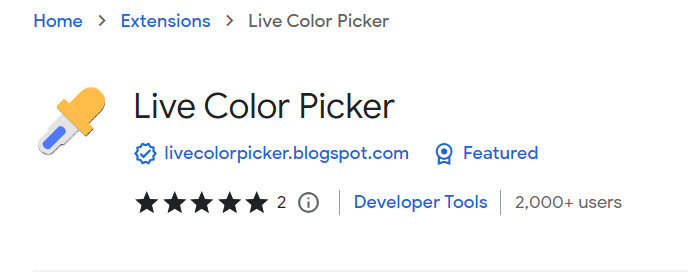 Home > Extensions > Live Color Picker
Live Color Picker
livecolorpicker.blogspot.com Featured
2 Developer Tools 2,000+ users